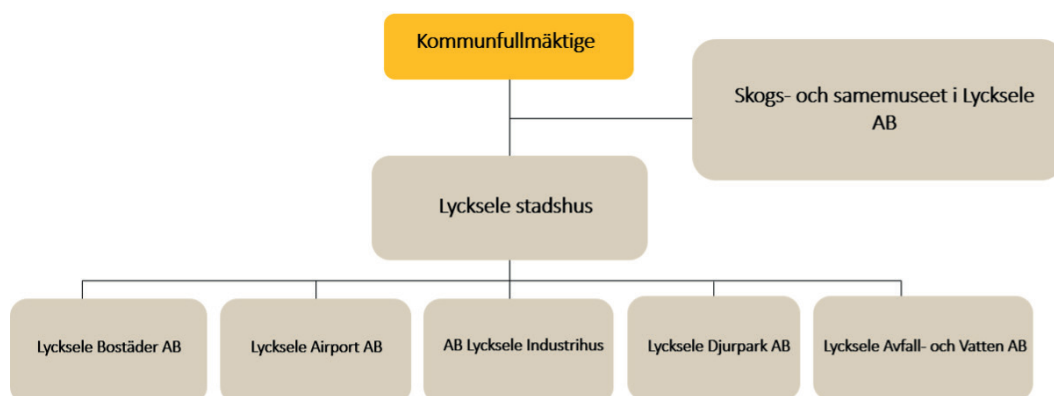 Kommunfullmäktige
Skogs- och samemuseet i Lycksele
AB
Lycksele stadshus
Lycksele Bostäder AB
Lycksele Airport AB
AB Lycksele Industrihus
Lycksele Djurpark AB
Lycksele Avfall- och Vatten AB